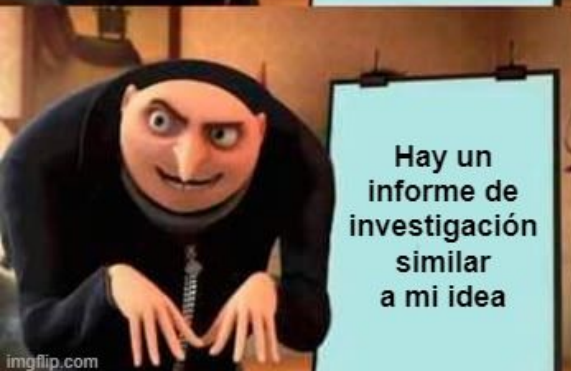 Hay un
informe de
investigación
similar
a mi idea
imgflip.com